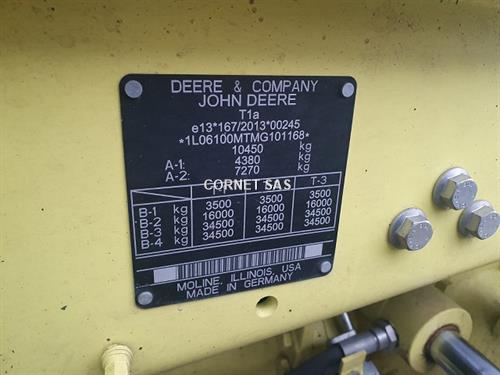 DEERE & COMPANY
JOHN DEERE
T1a
e13*167/2013*00245
*1L06100MTMG101168*
10450 kg
A-1: 4380 kg
A-2: 7270 kg
T-3
CORNET SAS
B-1 kg 3500 3500 3500
B-2 kg 16000 16000 16000
B-3 kg 34500 34500 34500
B-4 kg 34500 34500 34500
MOLINE, ILLINOIS, USA
MADE IN GERMANY